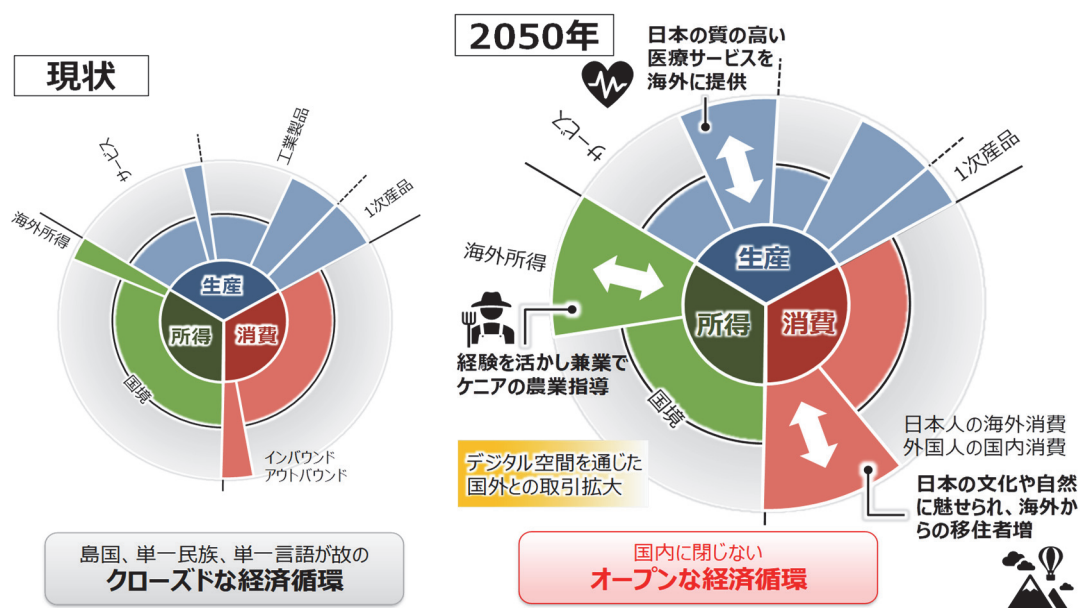 現状
サービス
工業製品
1次産品
海外所得
生産
所得
消費
国境
インバウンド
アウトバウンド
島国、単一民族、単一言語が故の
クローズドな経済循環
2050年
日本の質の高い
医療サービスを
海外に提供
サービス
1次産品
海外所得
生産
所得
消費
経験を活かし兼業で
ケニアの農業指導
国境
デジタル空間を通じた
国外との取引拡大
日本人の海外消費
外国人の国内消費
日本の文化や自然
に魅せられ、海外か
らの移住者増
国内に閉じない
オープンな経済循環